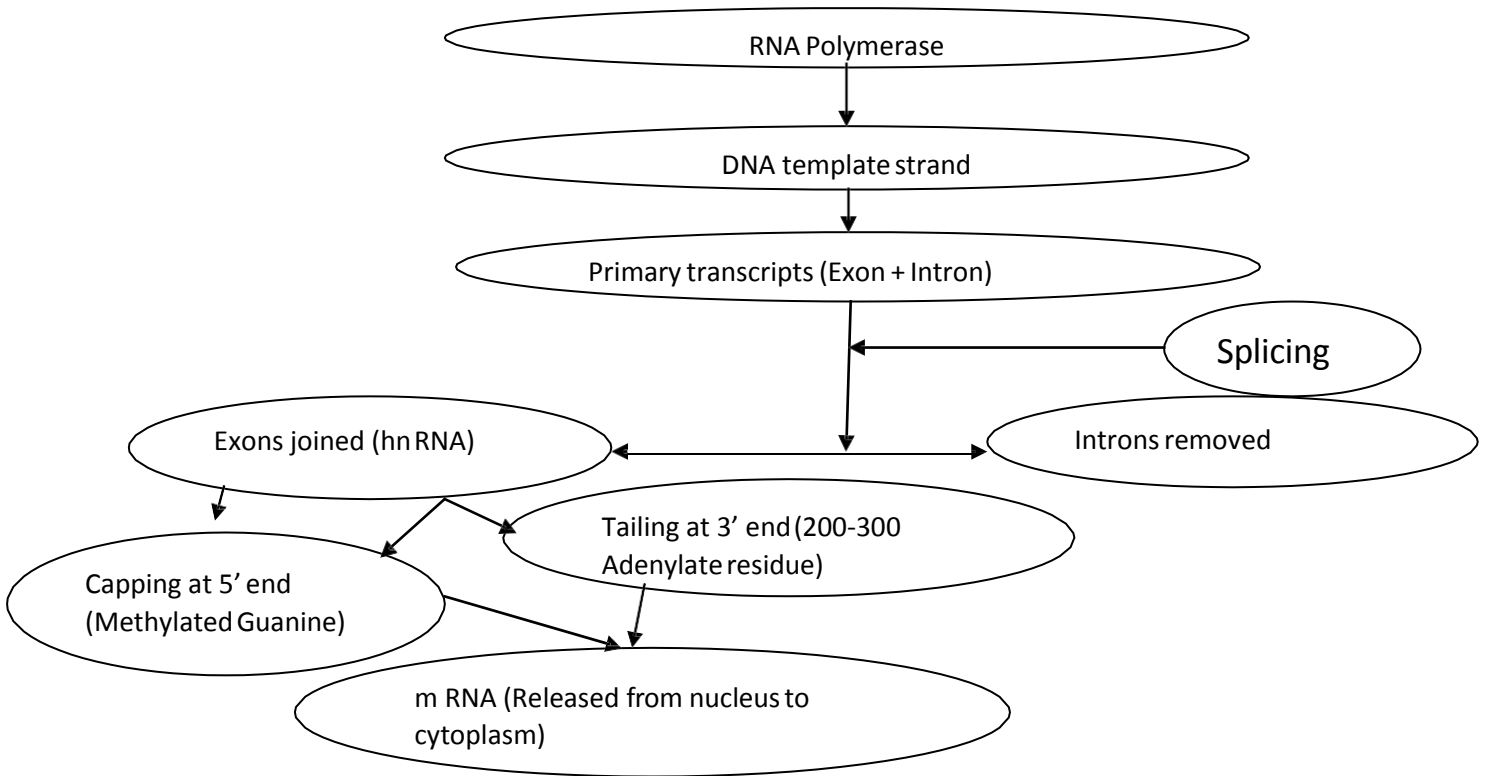 RNA Polymerase
DNA template strand
Primary transcripts (Exon + Intron)
Splicing
Exons joined (hn RNA)
Introns removed
Tailing at 3’ end (200-300
Adenylate residue)
Capping at 5’ end
(Methylated Guanine)
m RNA (Released from nucleus to
cytoplasm)